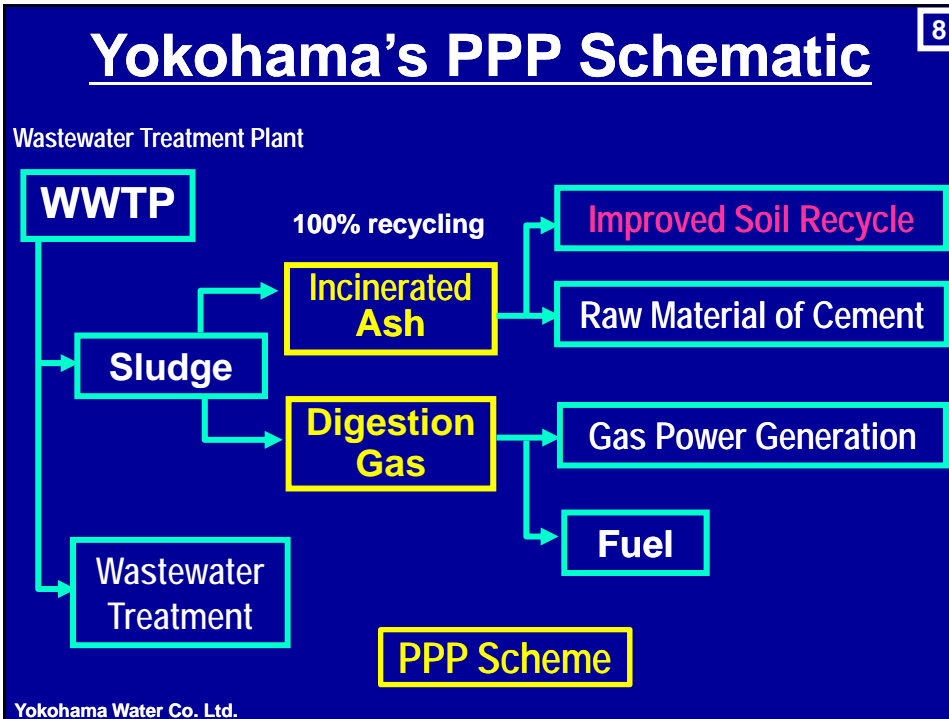 8
Yokohama's PPP Schematic
Wastewater Treatment Plant
WWTP
100% recycling
Improved Soil Recycle
Incinerated
Ash
Raw Material of Cement
Sludge
Digestion
Gas
Gas Power Generation
Fuel
Wastewater
Treatment
PPP Scheme
Yokohama Water Co. Ltd.